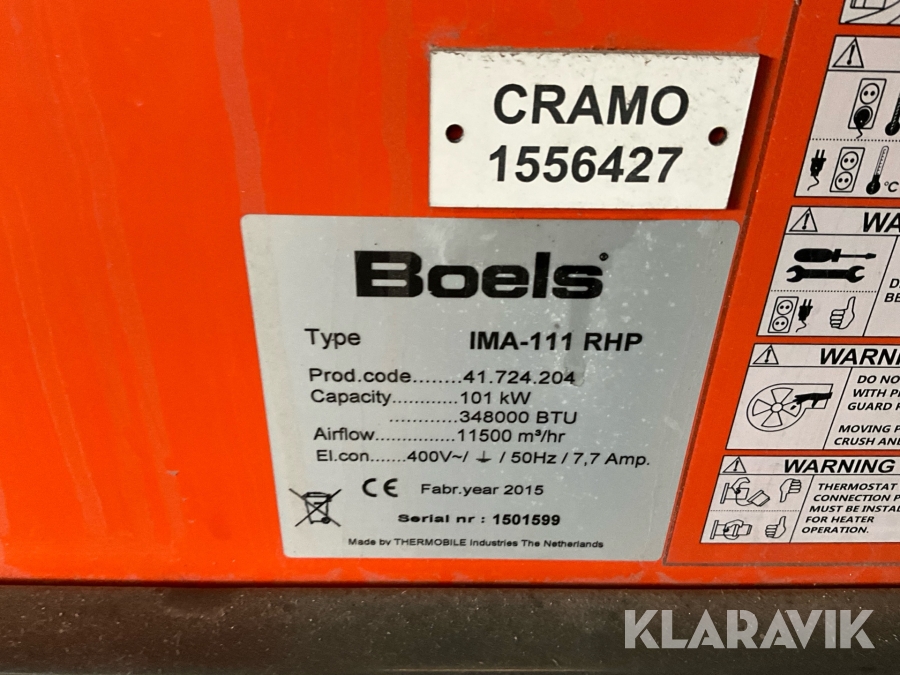 CRAMO
1556427
Boels®
Type IMA-111 RHP
Prod.code........41.724.204
Capacity............101 kW
............348000 BTU
Airflow..............11500 m³/hr
El.con.......400V~/ ⏚ / 50Hz / 7,7 Amp.
CE Fabr.year 2015
Serial nr : 1501599
Made by THERMOBILE Industries The Netherlands
°C
WARNI
DO NO
GUARD
MOVING
CRUSH AND
WARNING
THERMOSTAT
CONNECTION
MUST BE INSTAL
FOR HEATER
OPERATION.
KLARAVIK